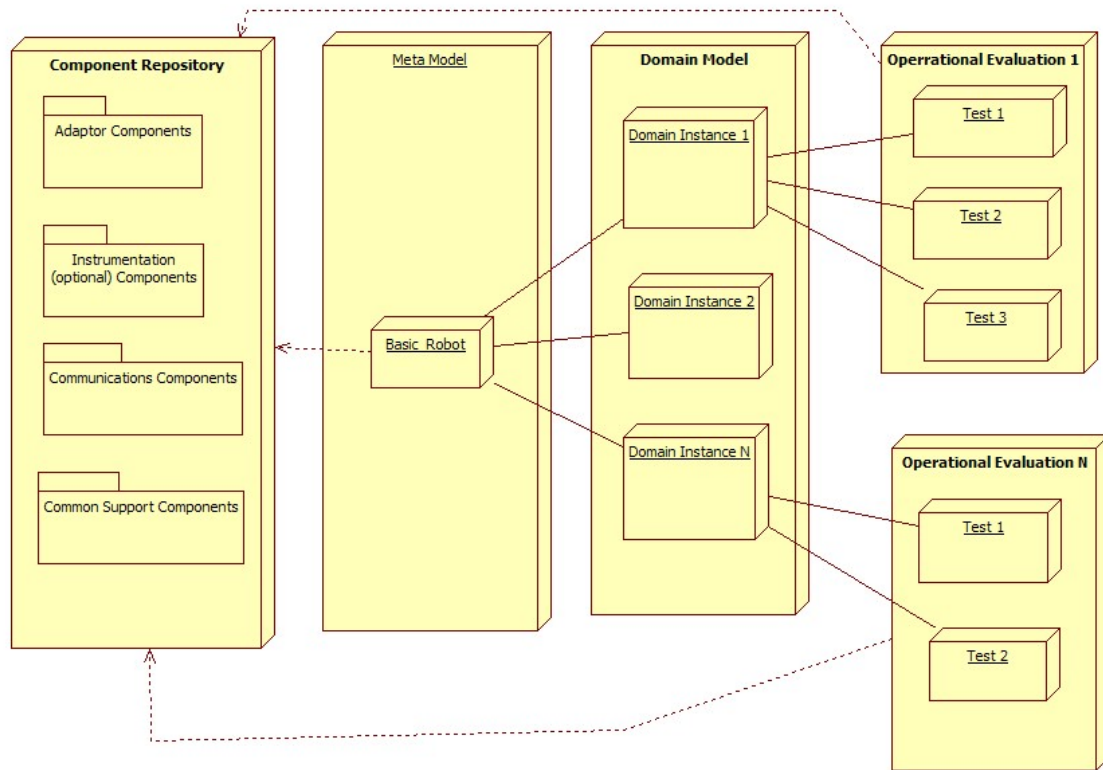 Component Repository
Adaptor Components
Instrumentation
(optional) Components
Communications Components
Common Support Components
Meta Model
Basic_Robot
Domain Model
Domain Instance 1
Domain Instance 2
Domain Instance N
Operrational Evaluation 1
Test 1
Test 2
Test 3
Operational Evaluation N
Test 1
Test 2